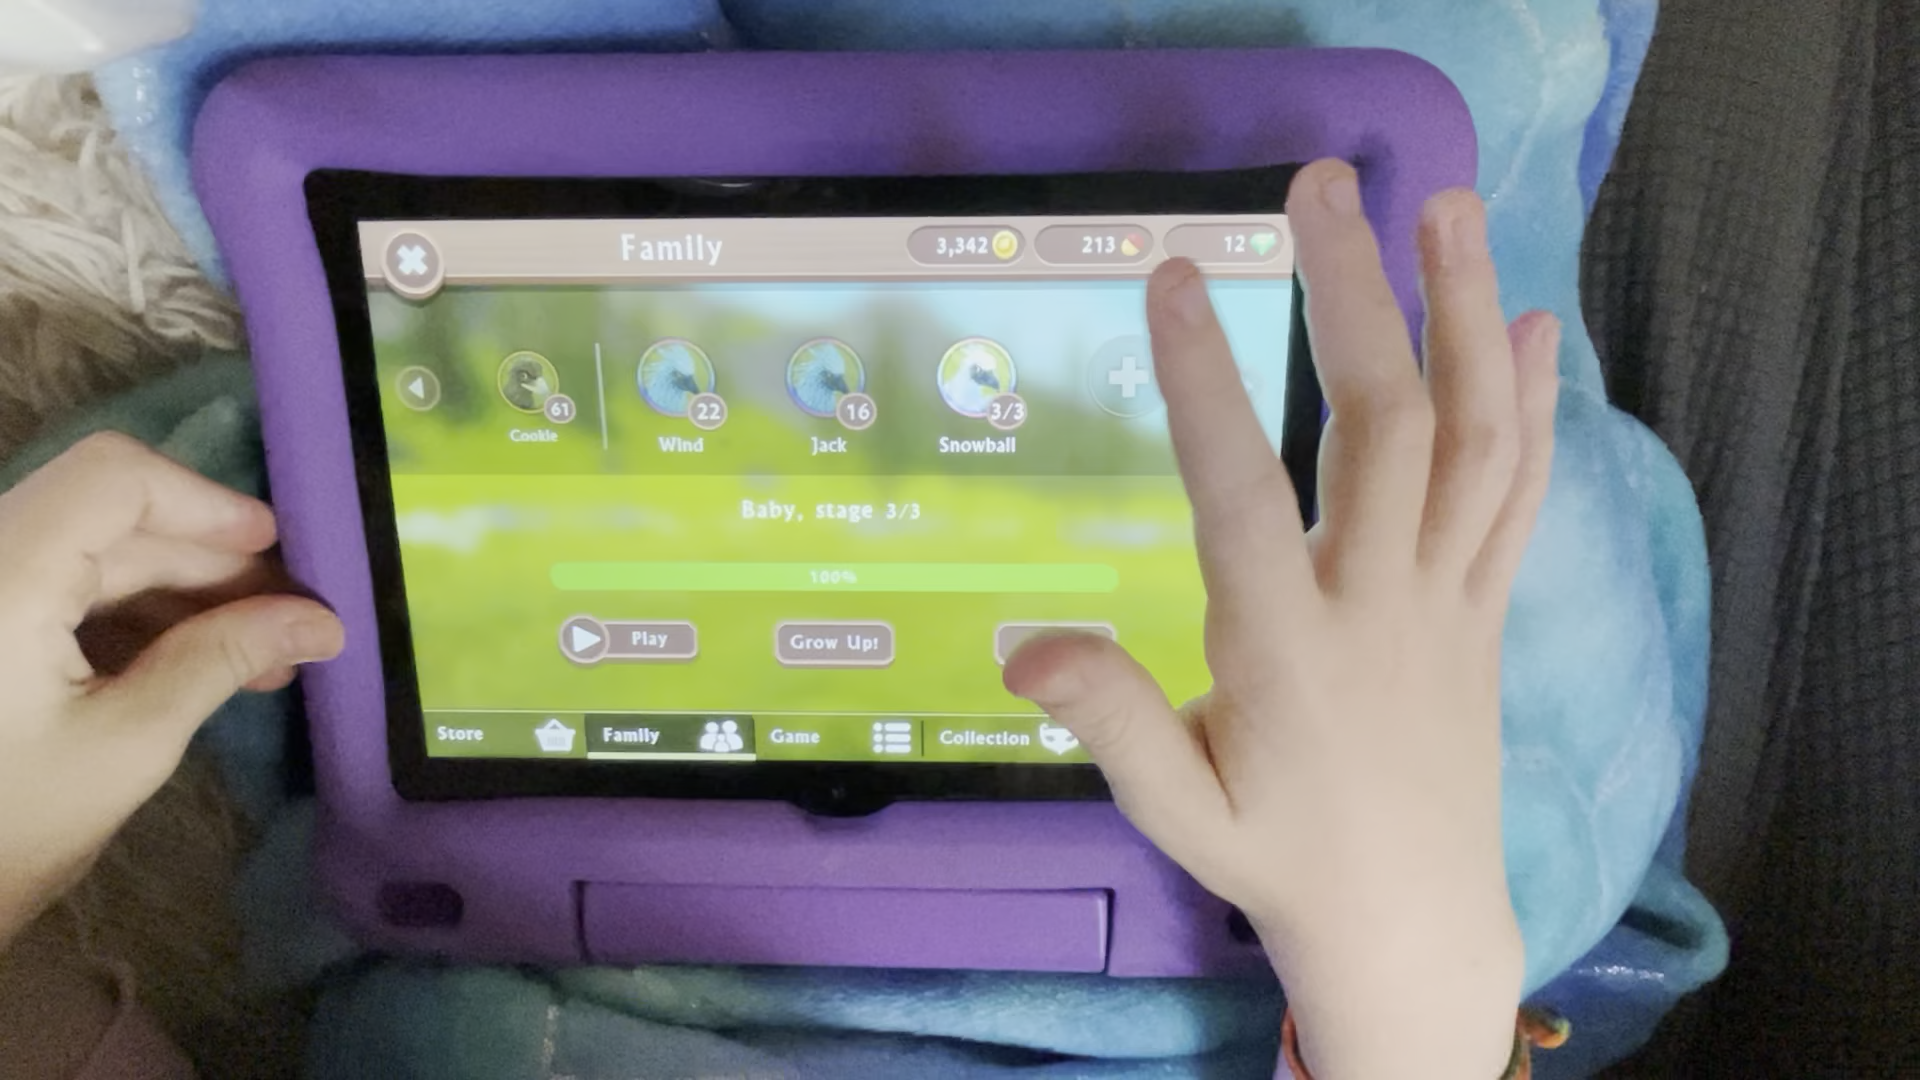 Family
3,342
213
12
61
22
16
3/3
Cookie
Wind
Jack
Snowball
Baby, stage 3/3
100%
Play
Grow Up!
Store
Family
Game
Collection